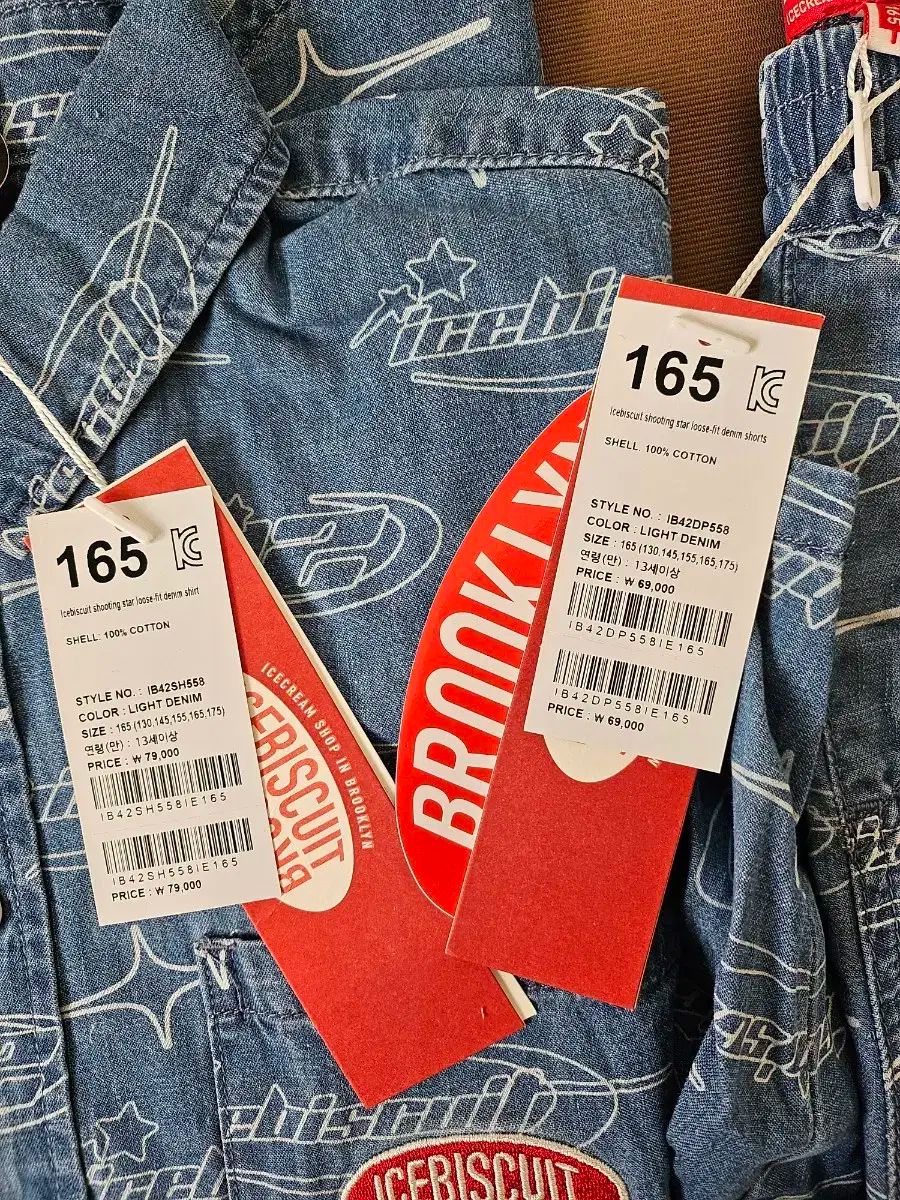 165
Icebiscuit shooting star loose-fit denim shirt
SHELL: 100% COTTON
STYLE NO. : IB42SH558
COLOR : LIGHT DENIM
SIZE : 165 (130,145,155,165,175)
연령(만) : 13세이상
PRICE : ₩ 79,000
IB42SH558IE165
IB42SH558IE165
PRICE : ₩ 79,000
ICECREAM SHOP IN BROOKLYN
ICEBISCUIT
BROOKLYN
165
Icebiscuit shooting star loose-fit denim shorts
SHELL: 100% COTTON
STYLE NO. : IB42DP558
COLOR : LIGHT DENIM
SIZE : 165 (130,145,155,165,175)
연령(만) : 13세이상
PRICE : ₩ 69,000
IB42DP558IE165
IB42DP558IE165
PRICE : ₩ 69,000
ICECREAM
165
icebis
icebiscuit
ICEBISCUIT